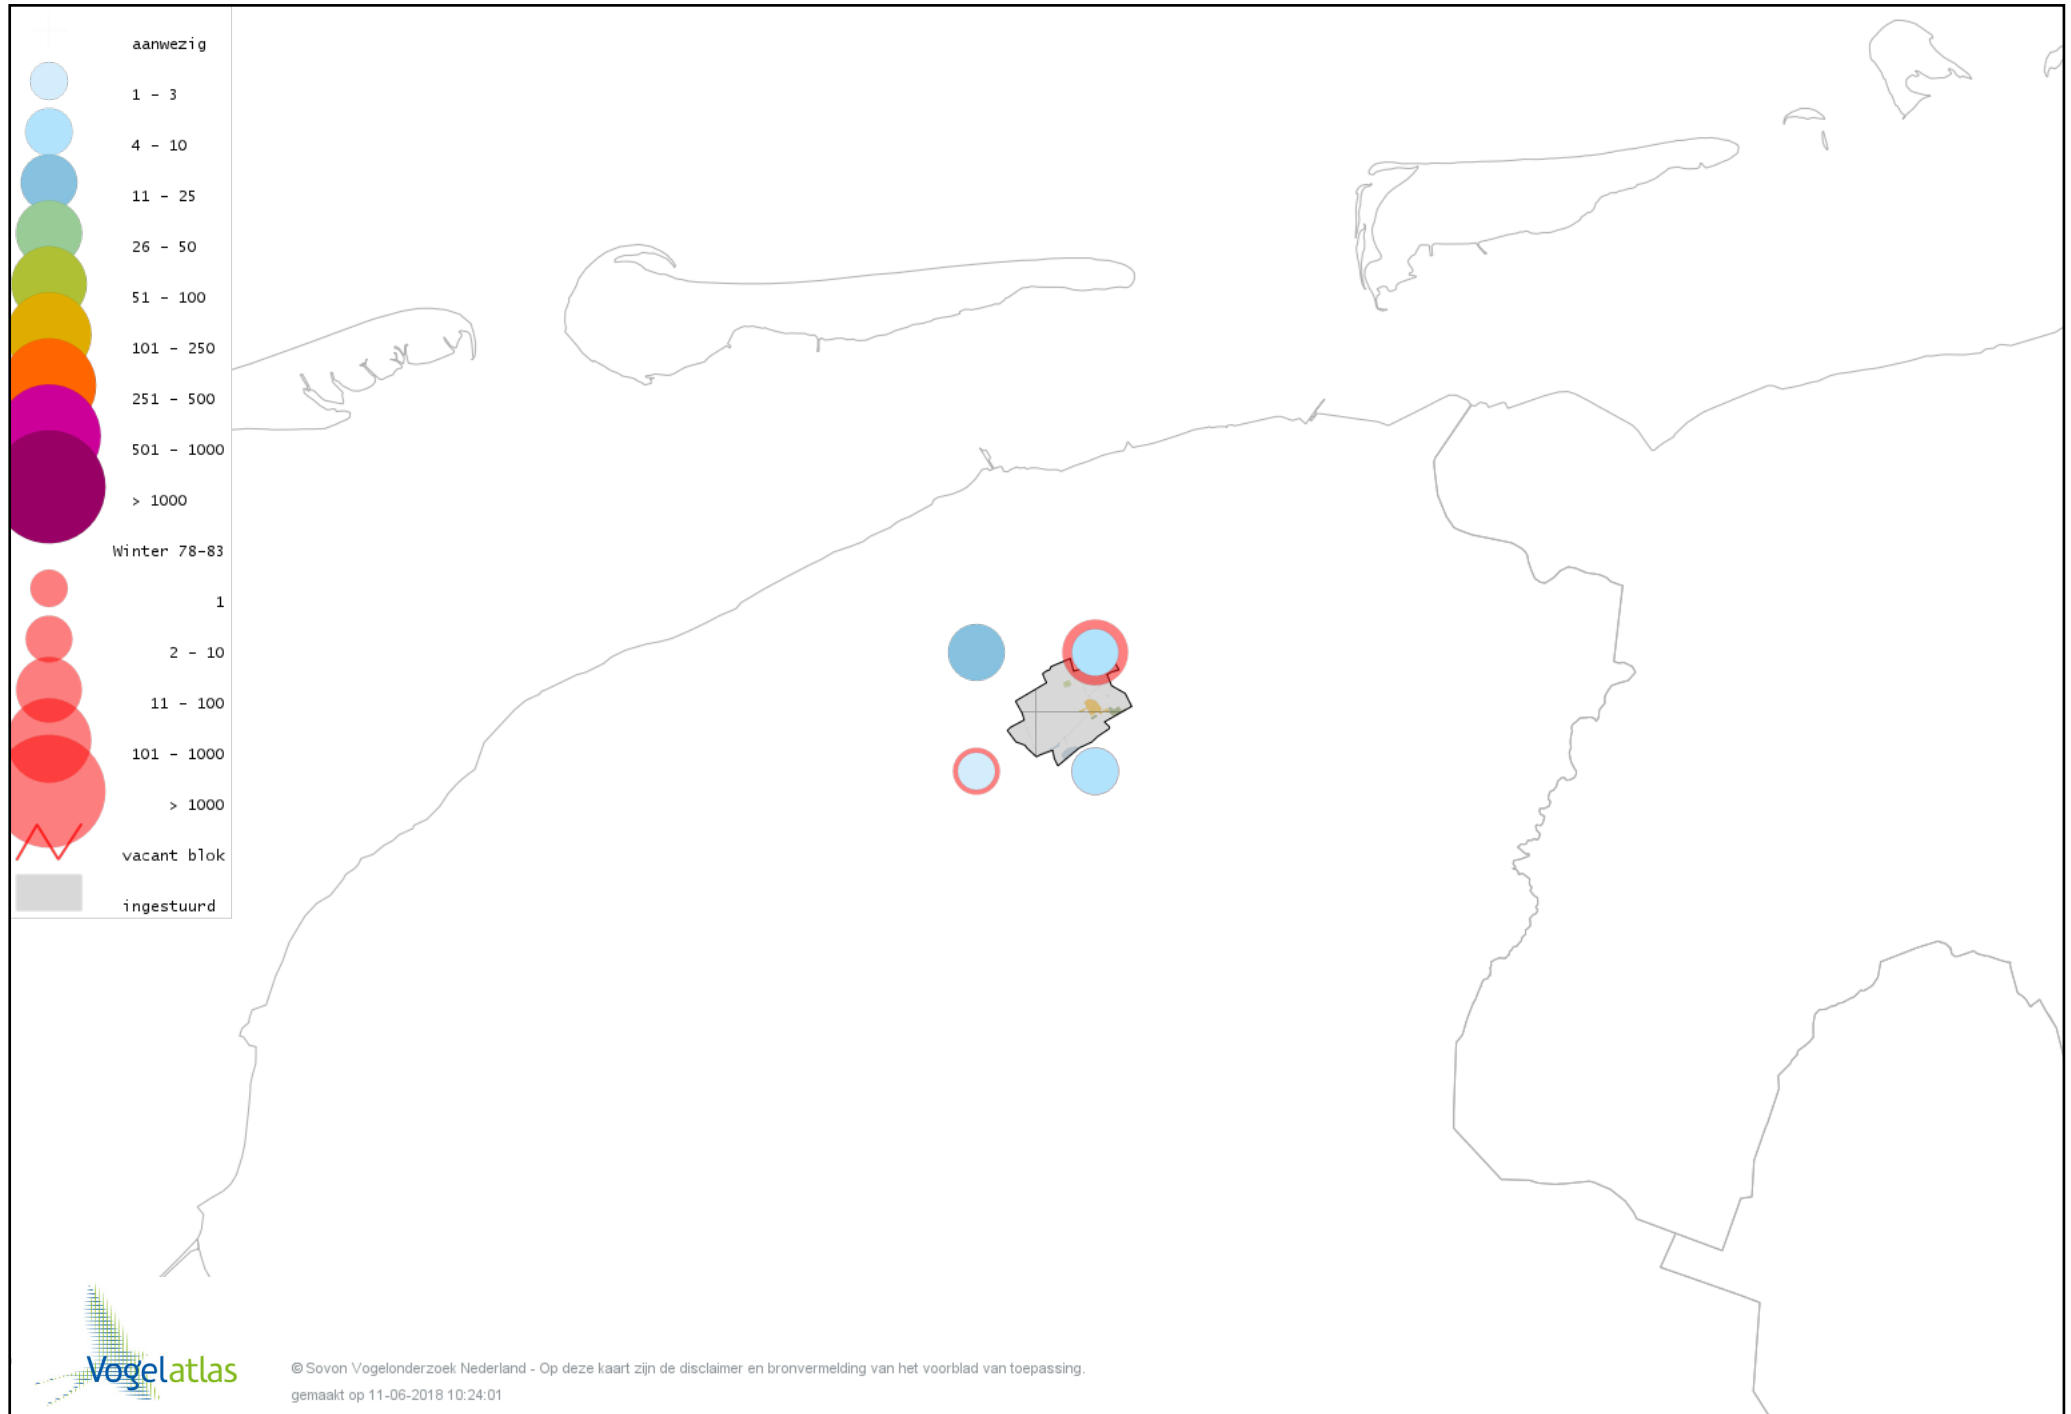 aanwezig
1 - 3
4 - 10
11 - 25
26 - 50
51 - 100
101 - 250
251 - 500
501 - 1000
> 1000
Winter 78-83
1
2 - 10
11 - 100
101 - 1000
> 1000
vacant blok
ingestuurd
Vogelatlas
© Sovon Vogelonderzoek Nederland - Op deze kaart zijn de disclaimer en bronvermelding van het voorblad van toepassing.
gemaakt op 11-06-2018 10:24:01